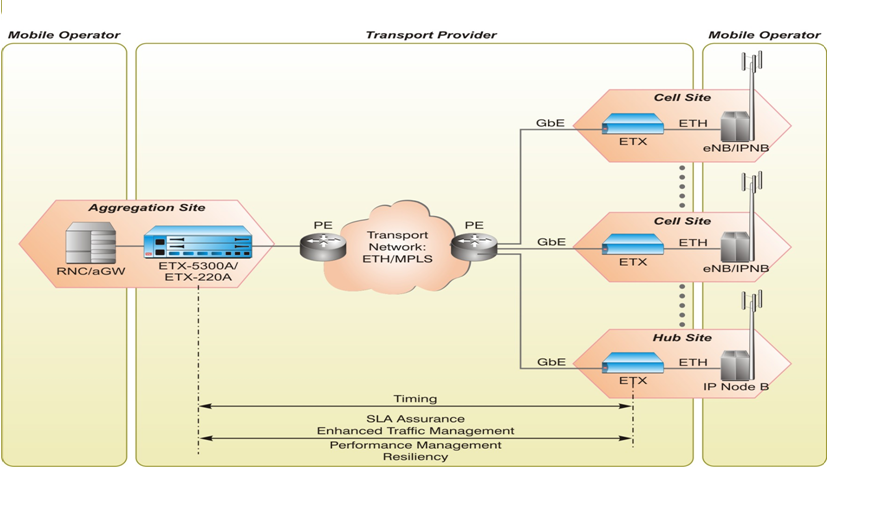 Mobile Operator
Transport Provider
Mobile Operator
Cell Site
GbE
ETH
ETX
eNB/IPNB
Aggregation Site
RNC/aGW
ETX-5300A/
ETX-220A
PE
Transport
Network:
ETH/MPLS
PE
Cell Site
GbE
ETH
ETX
eNB/IPNB
Hub Site
GbE
ETH
ETX
IP Node B
Timing
SLA Assurance
Enhanced Traffic Management
Performance Management
Resiliency